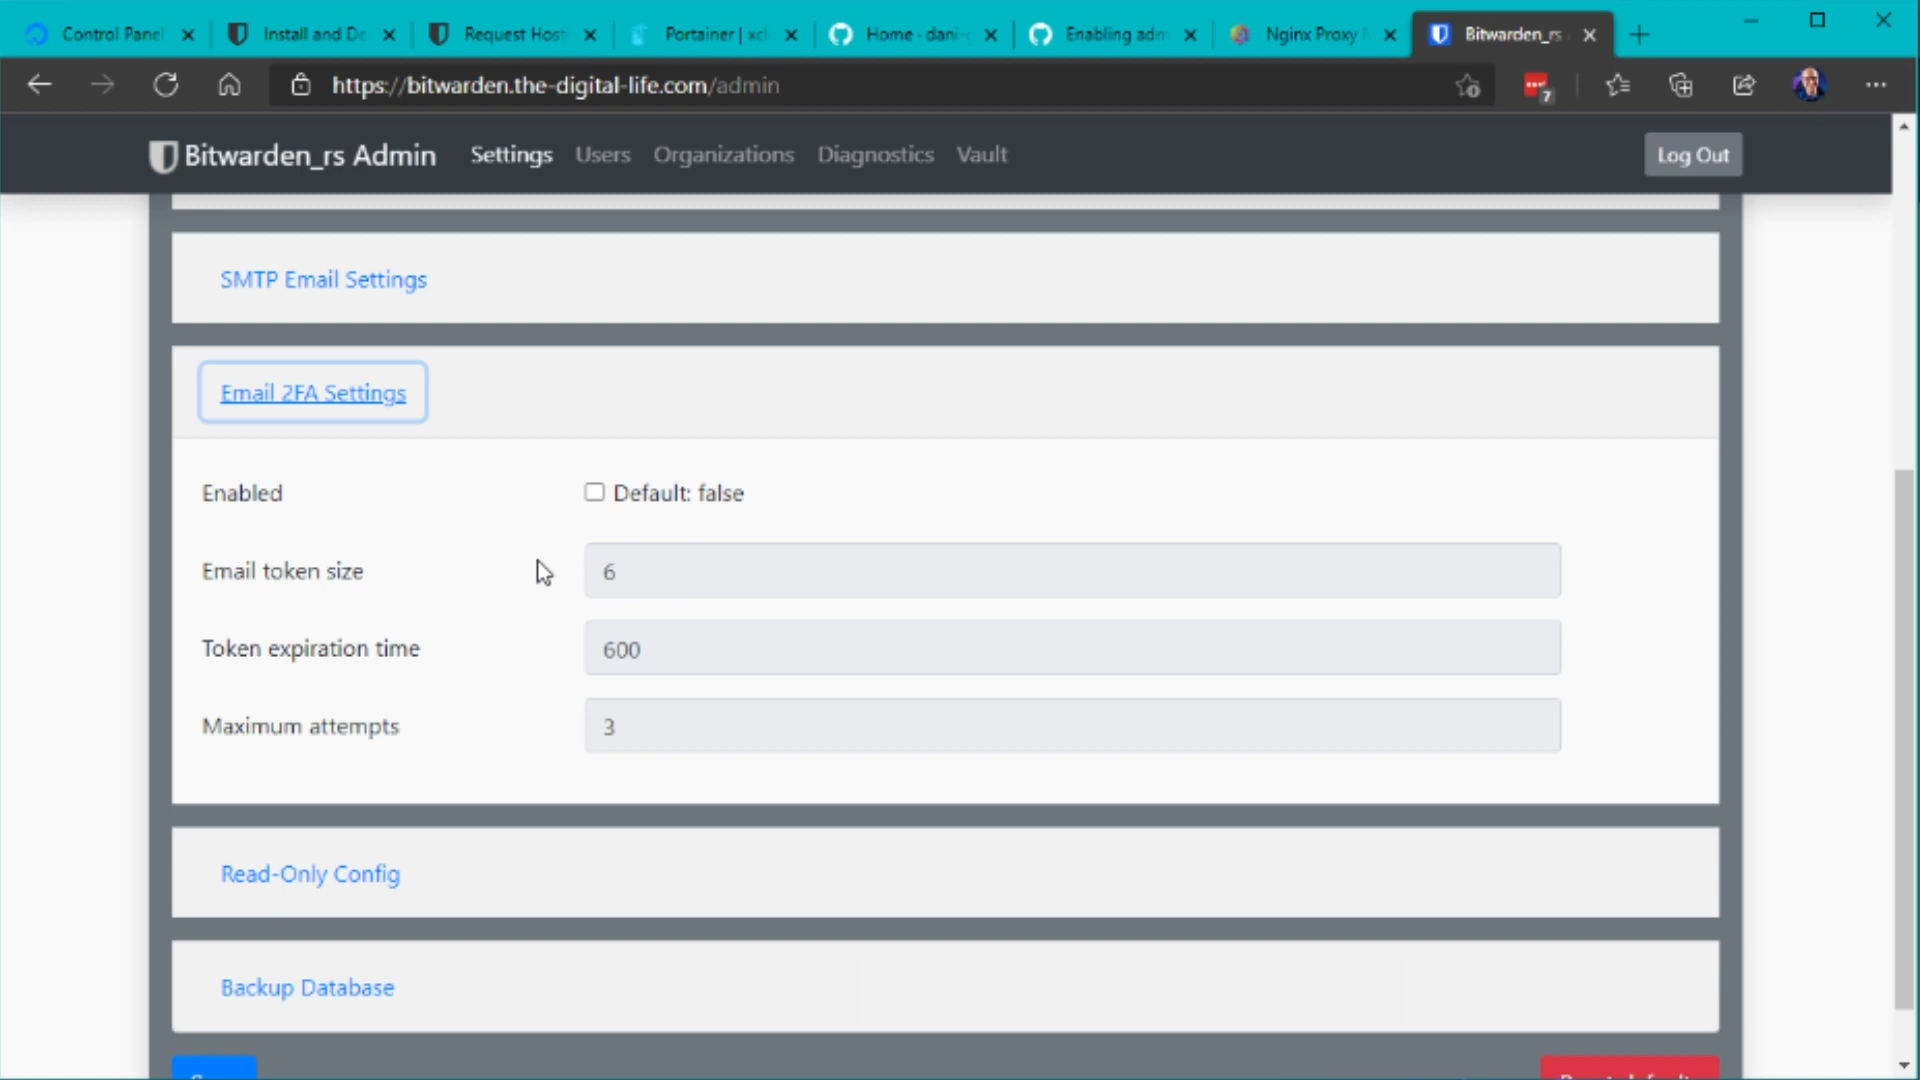 Control Panel
Install and De
Request Host
Portainer | xcl
Home · dani-g
Enabling adm
Nginx Proxy M
Bitwarden_rs
https://bitwarden.the-digital-life.com/admin
7
Bitwarden_rs Admin
Settings
Users
Organizations
Diagnostics
Vault
Log Out
SMTP Email Settings
Email 2FA Settings
Enabled
Default: false
Email token size
6
Token expiration time
600
Maximum attempts
3
Read-Only Config
Backup Database